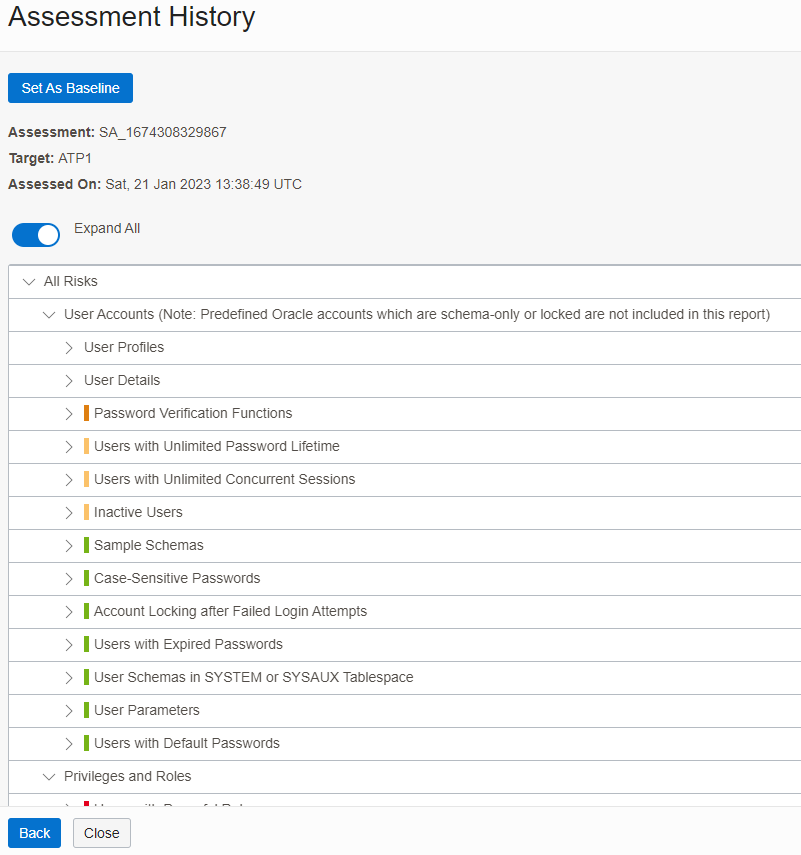 Assessment History
Set As Baseline
Assessment: SA_1674308329867
Target: ATP1
Assessed On: Sat, 21 Jan 2023 13:38:49 UTC
Expand All
All Risks
User Accounts (Note: Predefined Oracle accounts which are schema-only or locked are not included in this report)
User Profiles
User Details
Password Verification Functions
Users with Unlimited Password Lifetime
Users with Unlimited Concurrent Sessions
Inactive Users
Sample Schemas
Case-Sensitive Passwords
Account Locking after Failed Login Attempts
Users with Expired Passwords
User Schemas in SYSTEM or SYSAUX Tablespace
User Parameters
Users with Default Passwords
Privileges and Roles
Back
Close